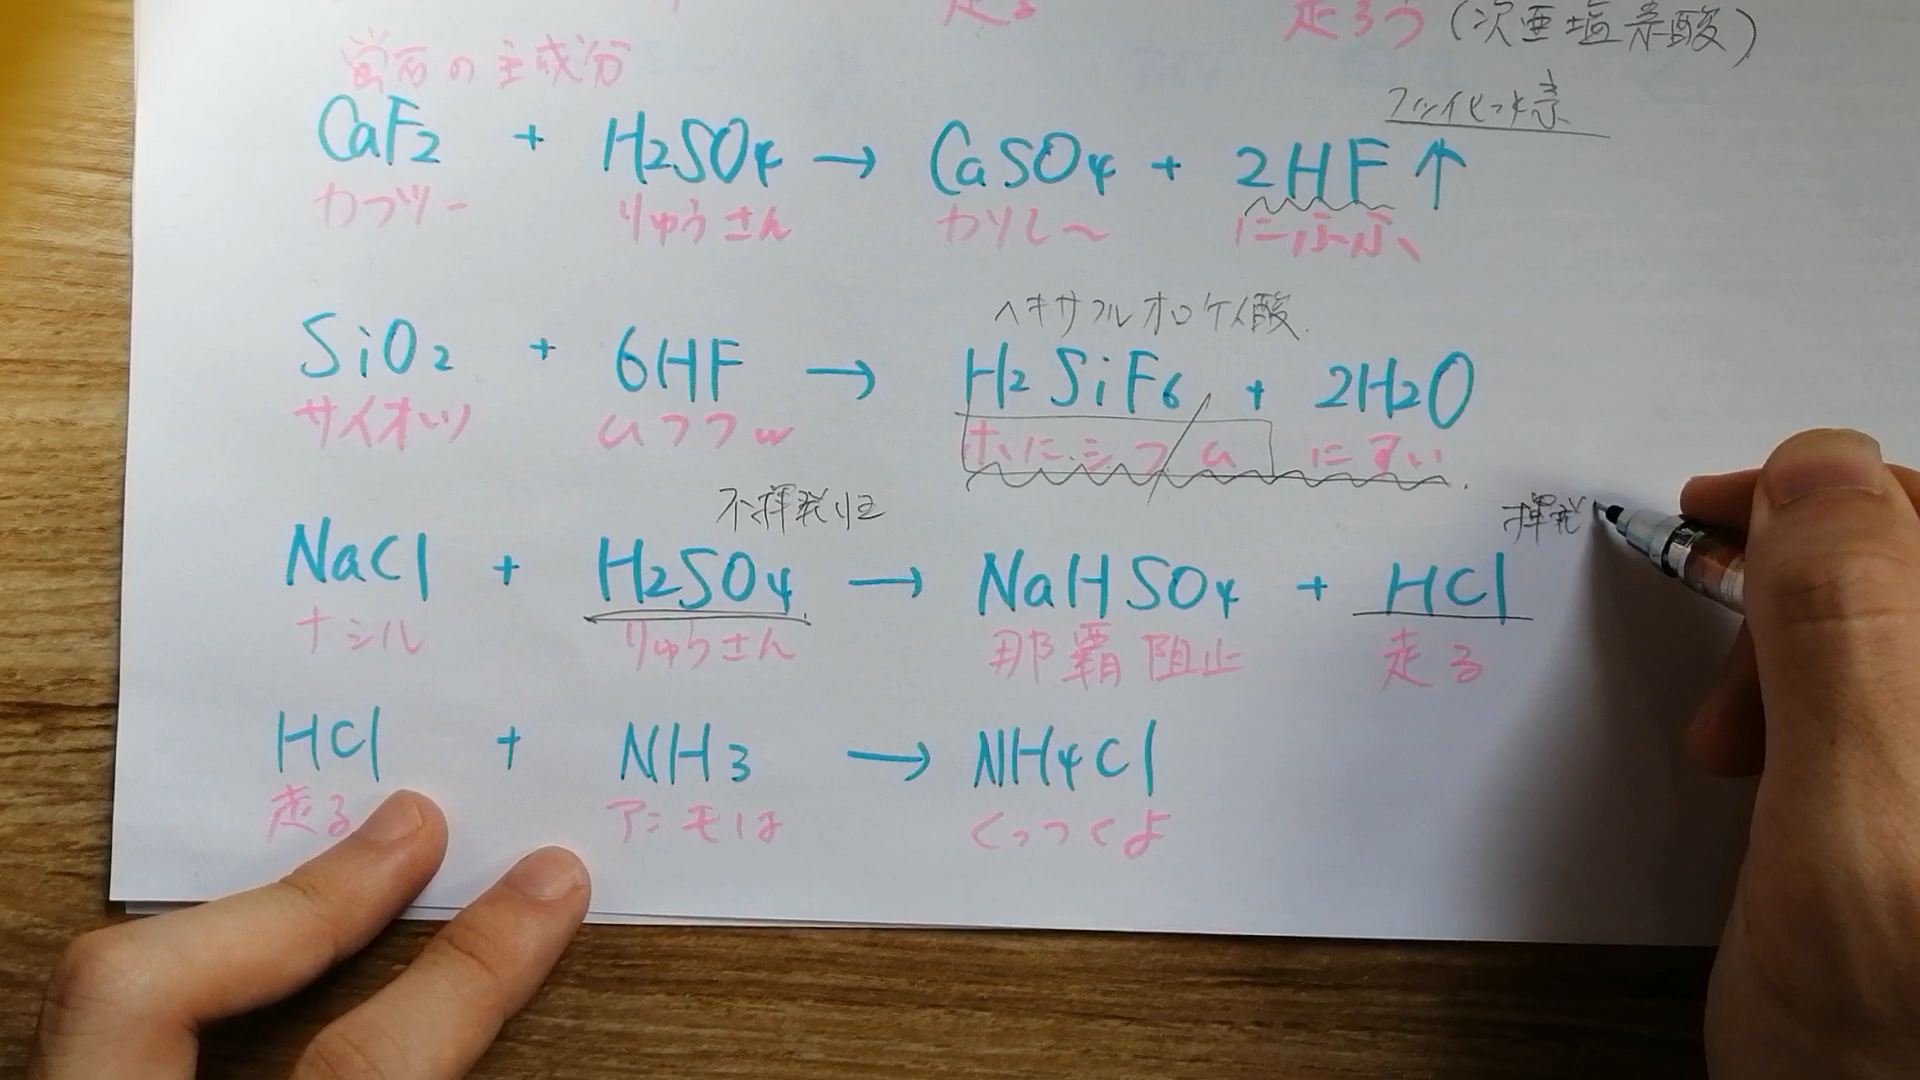 走る 走ろう (次亜塩素酸)
蛍石の主成分
フッ化水素
CaF2 + H2SO4 → CaSO4 + 2HF↑
カフツー りゅうさん カソしー にふふ、
ヘキサフルオロケイ酸.
SiO2 + 6HF → H2SiF6 + 2H2O
サイオツ ムフフw ホ、に、シフム にすい
不揮発性 揮発
NaCl + H2SO4 → NaHSO4 + HCl
ナシル りゅうさん 那覇阻止 走る
HCl + NH3 → NH4Cl
走る アンモは くっつくよ